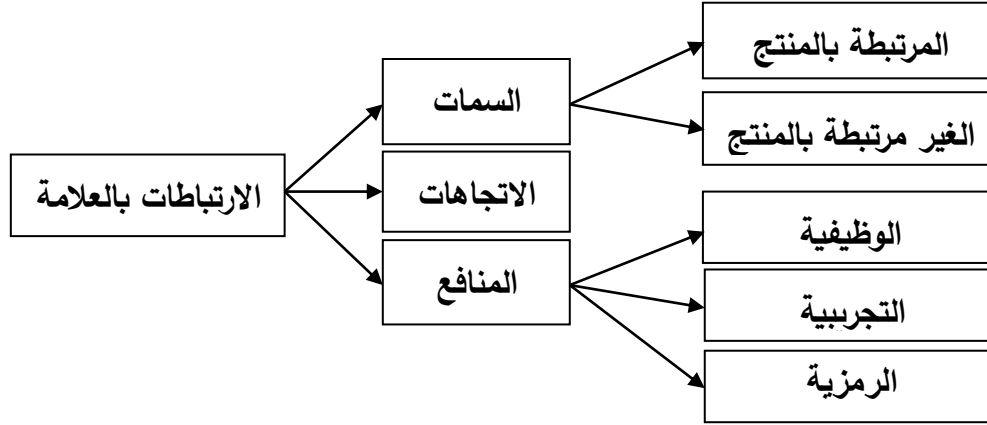 المرتبطة بالمنتج
السمات
الغير مرتبطة بالمنتج
الارتباطات بالعلامة
الاتجاهات
الوظيفية
المنافع
التجريبية
الرمزية